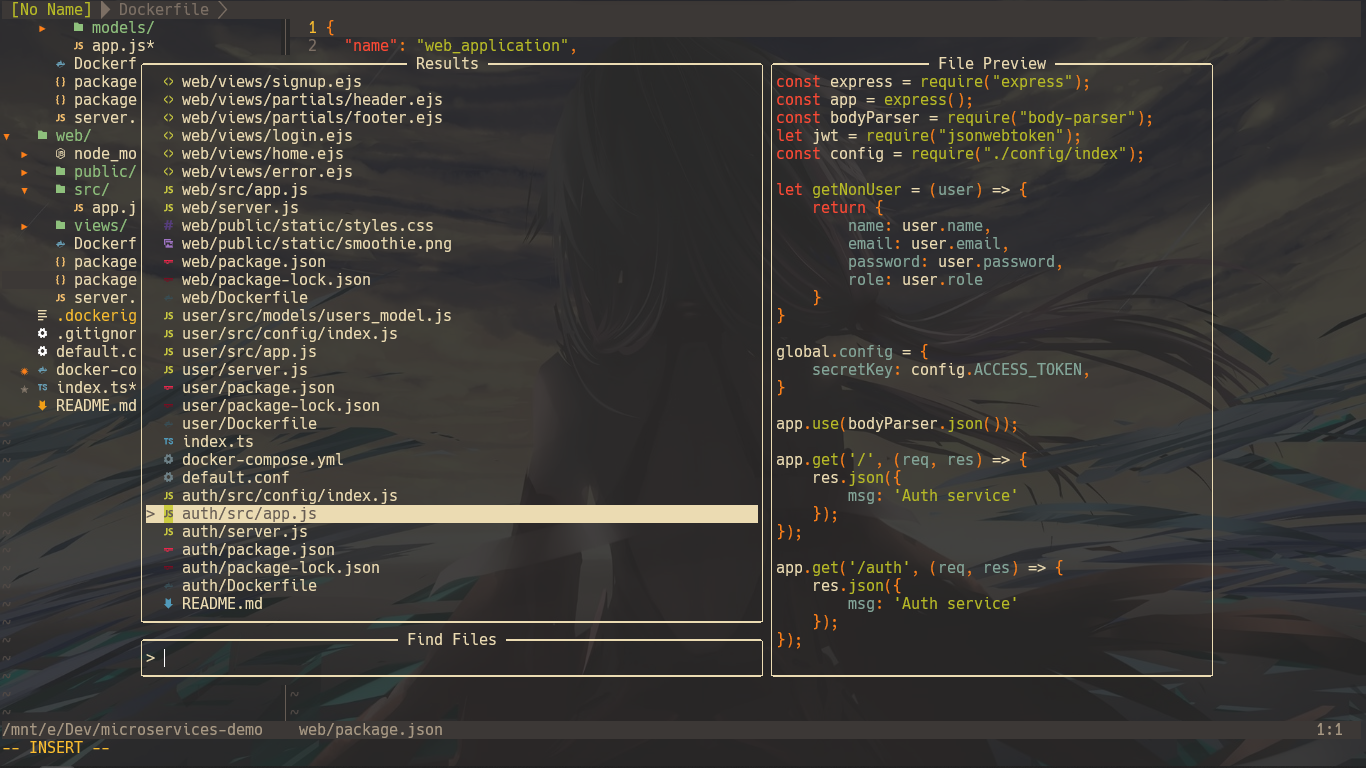 [No Name] Dockerfile
models/
app.js*
Dockerf
package
package
server.
web/
node_mo
public/
src/
app.j
views/
Dockerf
package
package
server.
.dockerig
.gitignor
default.c
docker-co
index.ts*
README.md
1 {
2 "name": "web_application",
Results
web/views/signup.ejs
web/views/partials/header.ejs
web/views/partials/footer.ejs
web/views/login.ejs
web/views/home.ejs
web/views/error.ejs
JS web/src/app.js
JS web/server.js
# web/public/static/styles.css
web/public/static/smoothie.png
web/package.json
web/package-lock.json
web/Dockerfile
JS user/src/models/users_model.js
JS user/src/config/index.js
JS user/src/app.js
JS user/server.js
user/package.json
user/package-lock.json
user/Dockerfile
TS index.ts
docker-compose.yml
default.conf
JS auth/src/config/index.js
> JS auth/src/app.js
JS auth/server.js
auth/package.json
auth/package-lock.json
auth/Dockerfile
README.md
Find Files
>
File Preview
const express = require("express");
const app = express();
const bodyParser = require("body-parser");
let jwt = require("jsonwebtoken");
const config = require("./config/index");
let getNonUser = (user) => {
return {
name: user.name,
email: user.email,
password: user.password,
role: user.role
}
}
global.config = {
secretKey: config.ACCESS_TOKEN,
}
app.use(bodyParser.json());
app.get('/', (req, res) => {
res.json({
msg: 'Auth service'
});
});
app.get('/auth', (req, res) => {
res.json({
msg: 'Auth service'
});
});
/mnt/e/Dev/microservices-demo web/package.json 1:1
-- INSERT --